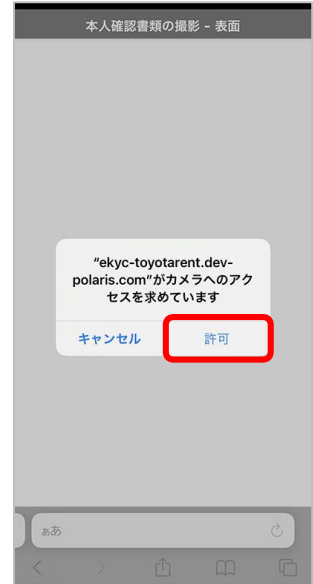 本人確認書類の撮影 - 表面
“ekyc-toyotarent.dev-
polaris.com”がカメラへのアク
セスを求めています
キャンセル
許可
ぁあ